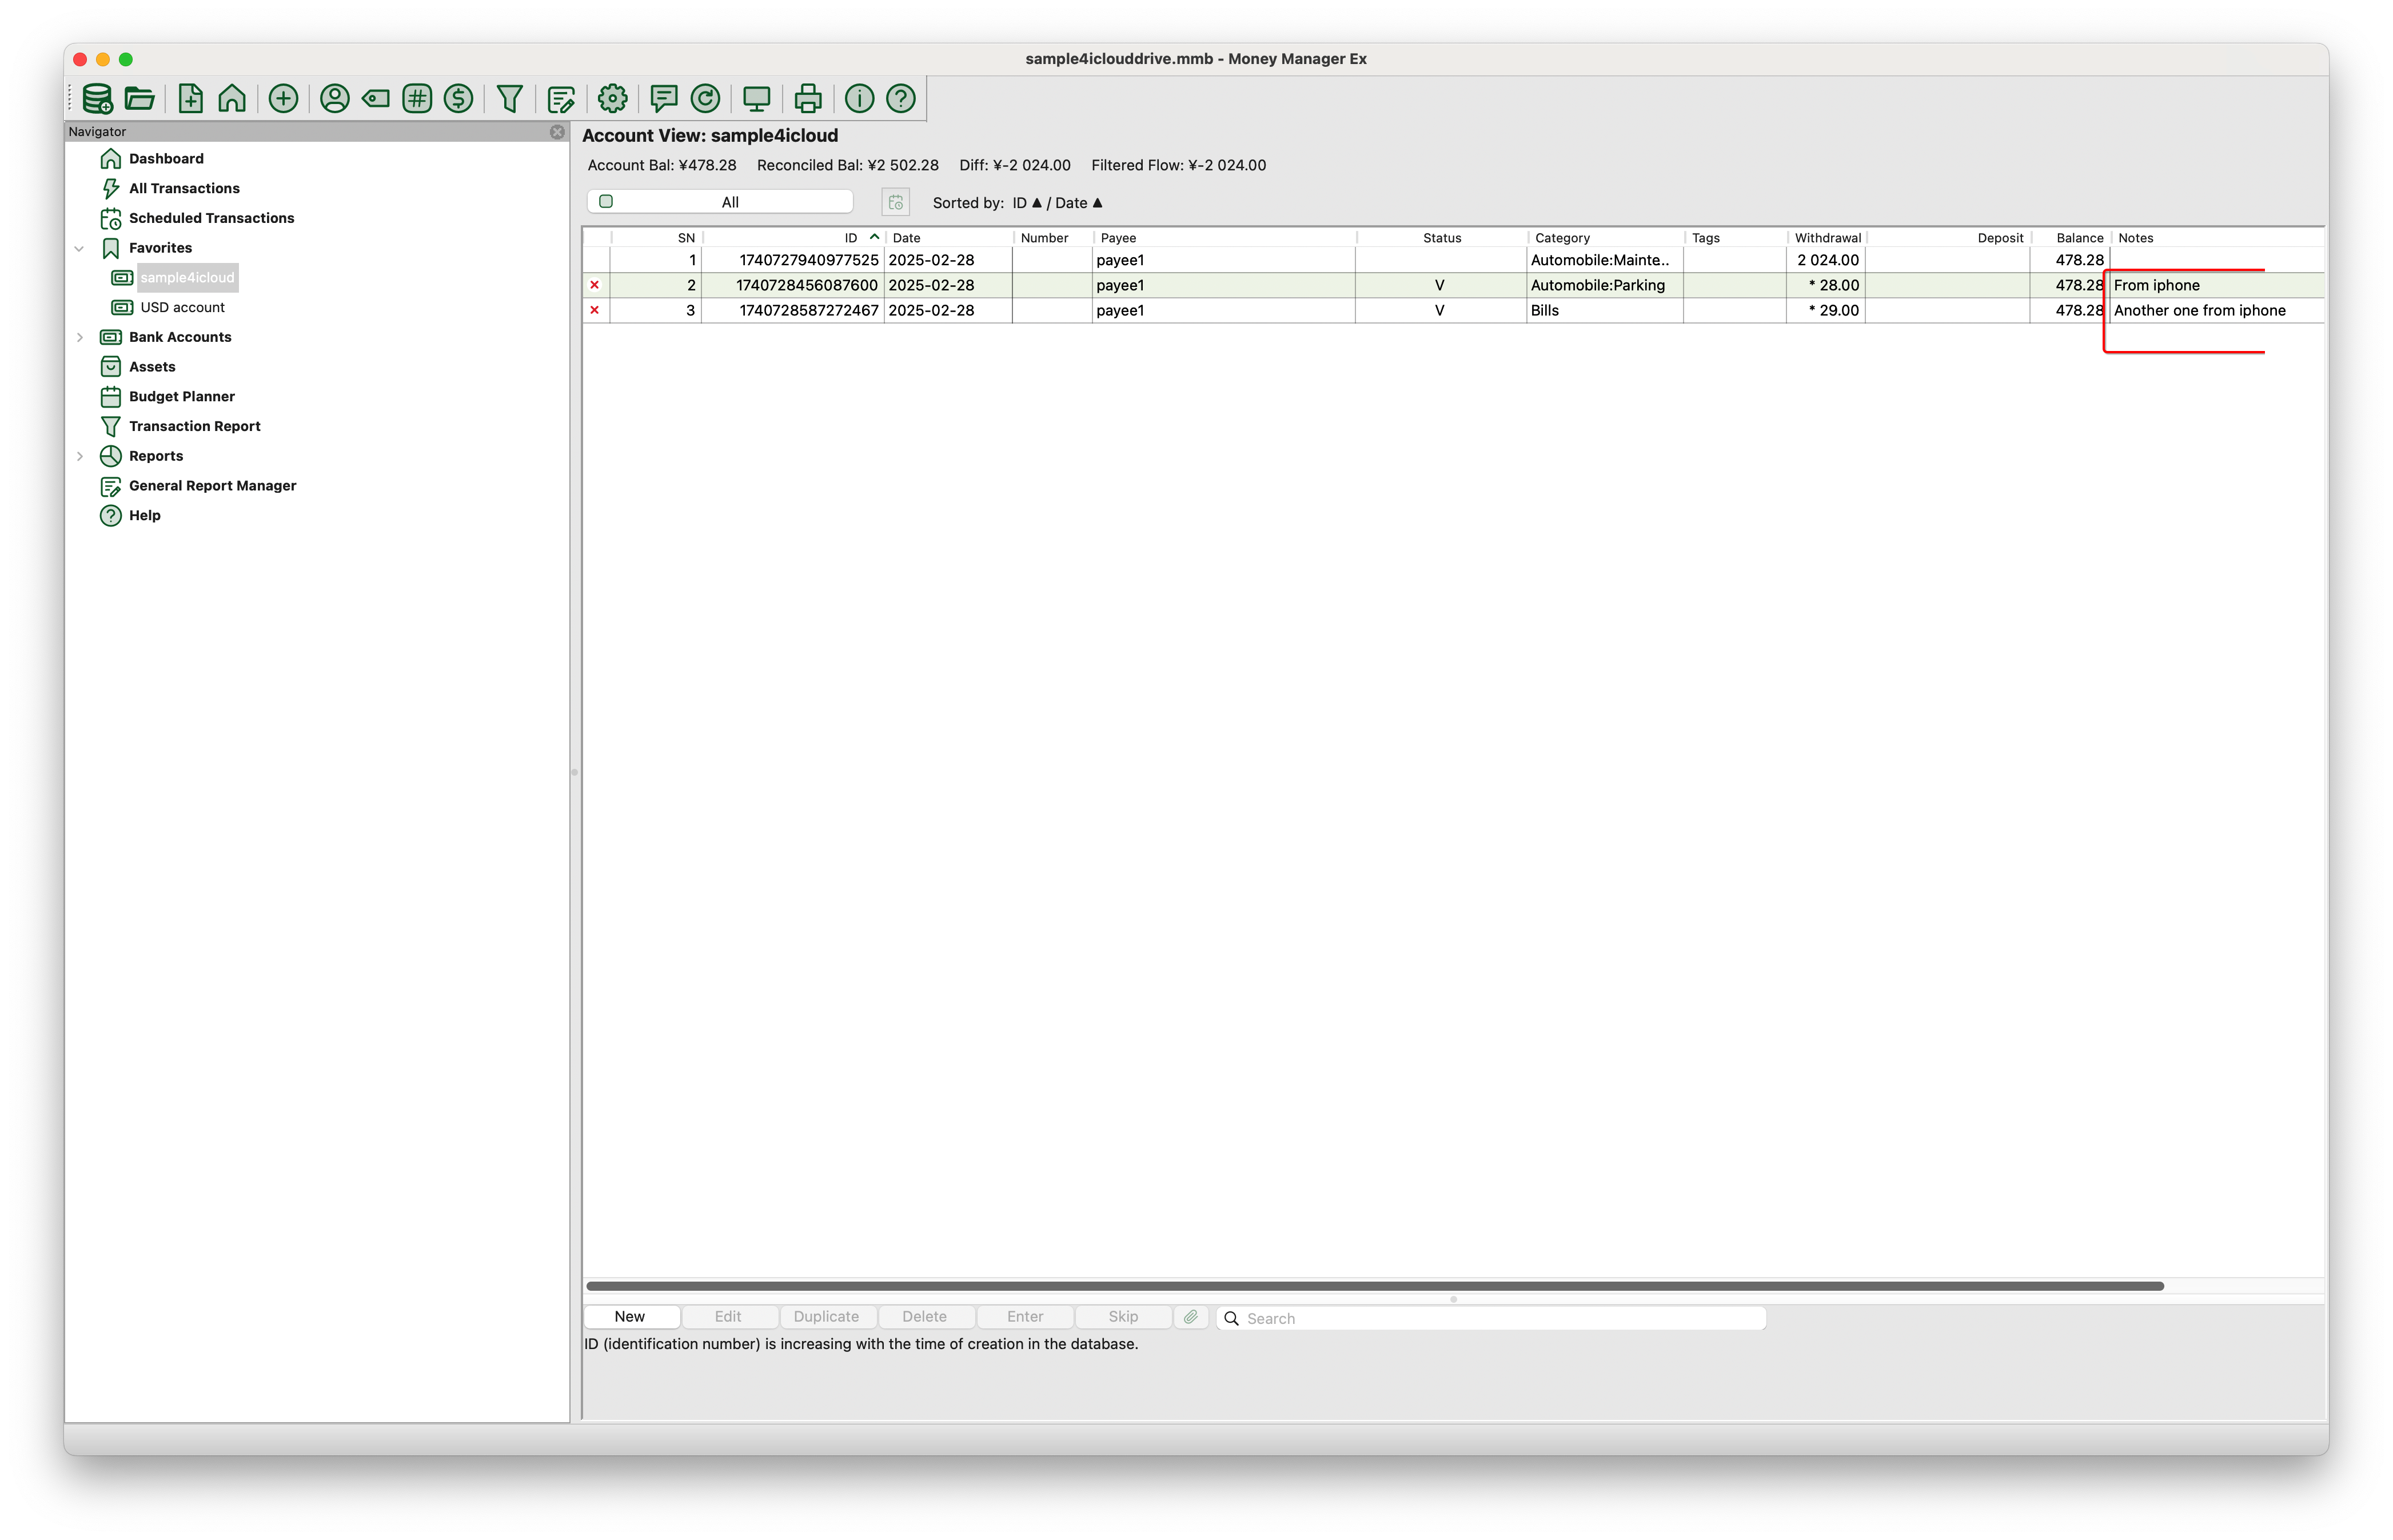 sample4iclouddrive.mmb - Money Manager Ex
Navigator
Dashboard
All Transactions
Scheduled Transactions
Favorites
sample4icloud
USD account
Bank Accounts
Assets
Budget Planner
Transaction Report
Reports
General Report Manager
Help
Account View: sample4icloud
Account Bal: ¥478.28 Reconciled Bal: ¥2 502.28 Diff: ¥-2 024.00 Filtered Flow: ¥-2 024.00
All Sorted by: ID ▲ / Date ▲
SN ID Date Number Payee Status Category Tags Withdrawal Deposit Balance Notes
1 1740727940977525 2025-02-28 payee1 Automobile:Mainte.. 2 024.00 478.28
2 1740728456087600 2025-02-28 payee1 V Automobile:Parking * 28.00 478.28 From iphone
3 1740728587272467 2025-02-28 payee1 V Bills * 29.00 478.28 Another one from iphone
New Edit Duplicate Delete Enter Skip Search
ID (identification number) is increasing with the time of creation in the database.